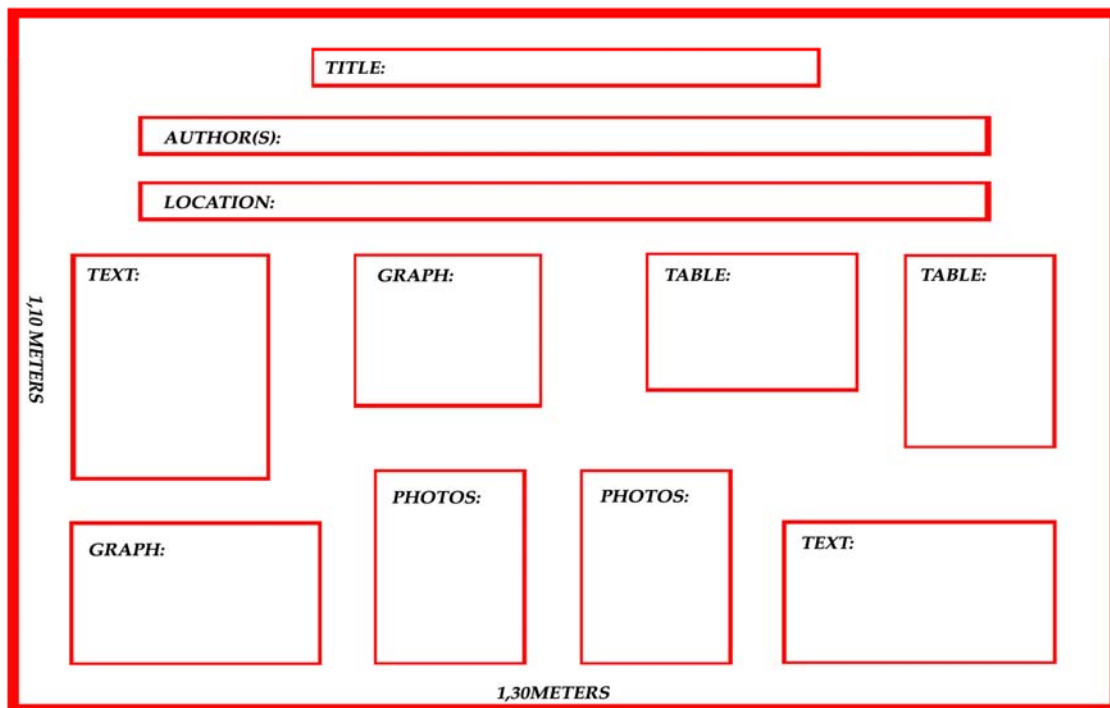 TITLE:
AUTHOR(S):
LOCATION:
TEXT:
GRAPH:
TABLE:
TABLE:
1,10 METERS
PHOTOS:
PHOTOS:
GRAPH:
TEXT:
1,30METERS